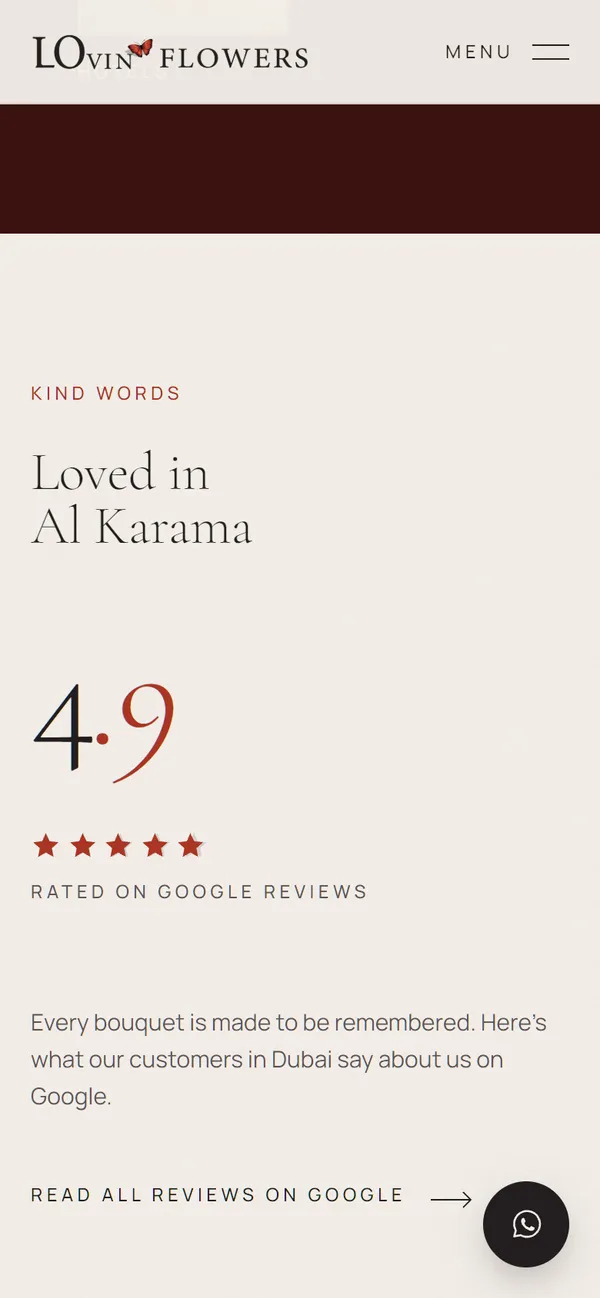 LOVIN FLOWERS
MENU
KIND WORDS
Loved in
Al Karama
4.9
RATED ON GOOGLE REVIEWS
Every bouquet is made to be remembered. Here’s
what our customers in Dubai say about us on
Google.
READ ALL REVIEWS ON GOOGLE